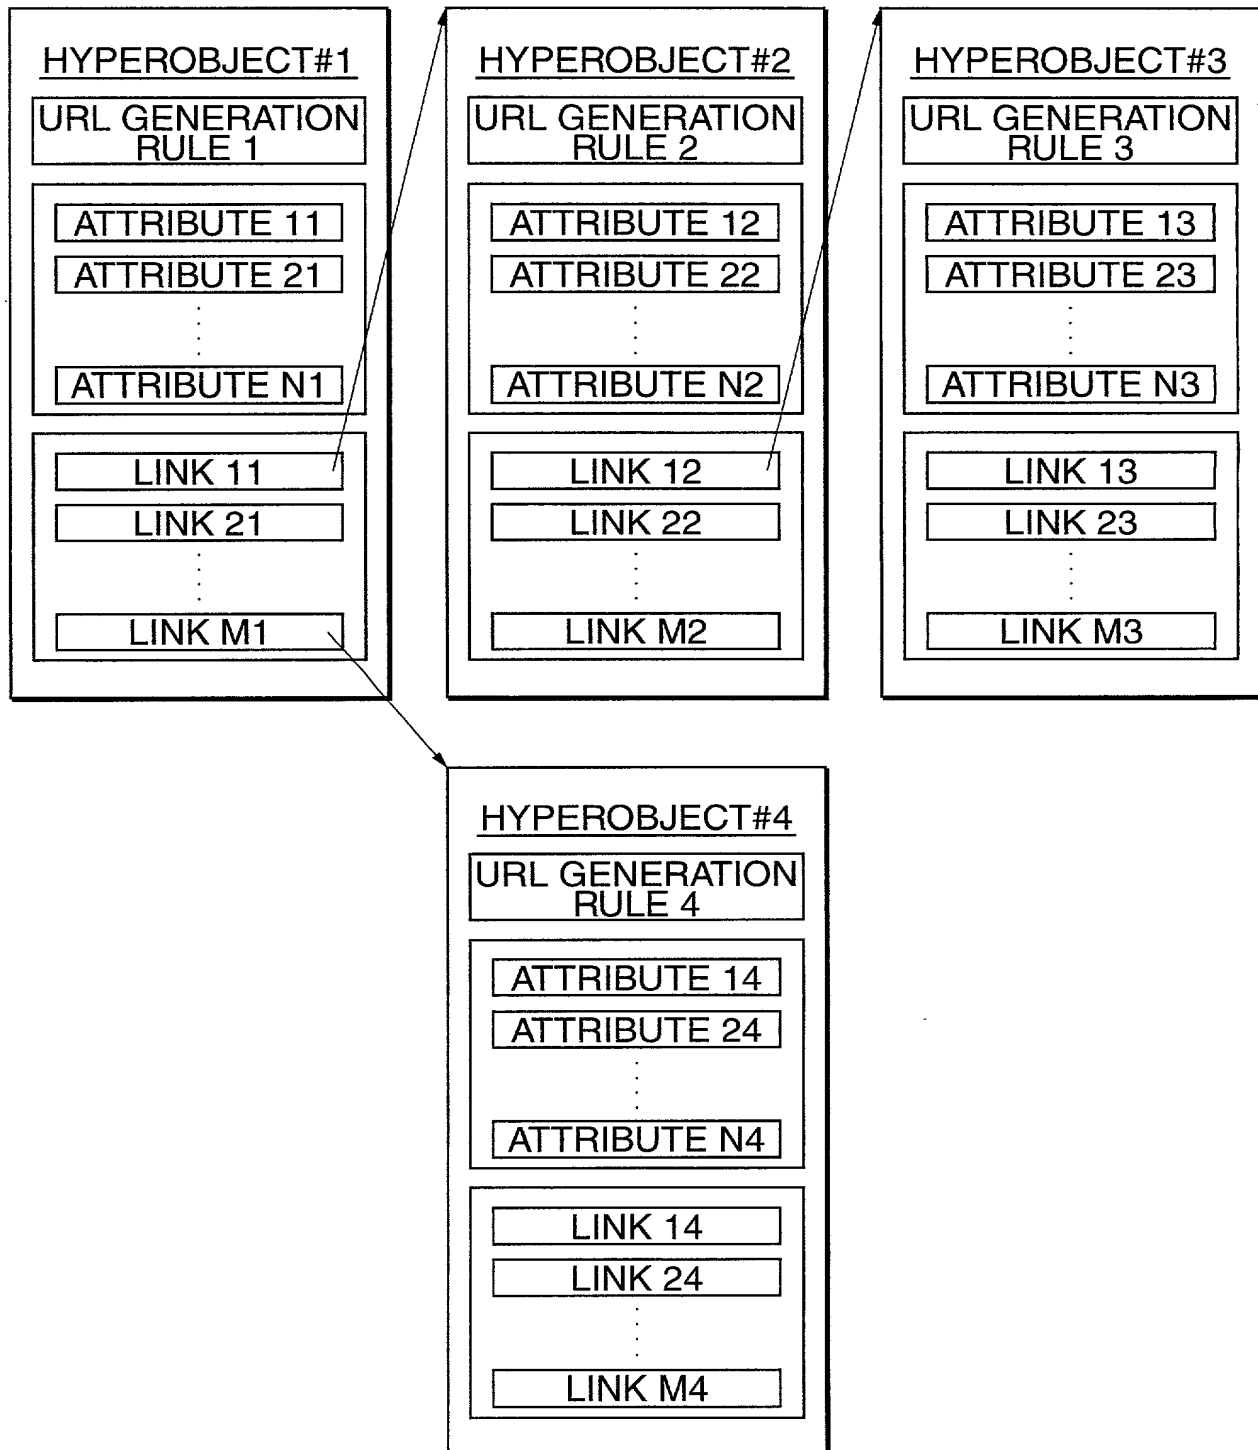 HYPEROBJECT#1
URL GENERATION
RULE 1
ATTRIBUTE 11
ATTRIBUTE 21
ATTRIBUTE N1
LINK 11
LINK 21
LINK M1
HYPEROBJECT#2
URL GENERATION
RULE 2
ATTRIBUTE 12
ATTRIBUTE 22
ATTRIBUTE N2
LINK 12
LINK 22
LINK M2
HYPEROBJECT#3
URL GENERATION
RULE 3
ATTRIBUTE 13
ATTRIBUTE 23
ATTRIBUTE N3
LINK 13
LINK 23
LINK M3
HYPEROBJECT#4
URL GENERATION
RULE 4
ATTRIBUTE 14
ATTRIBUTE 24
ATTRIBUTE N4
LINK 14
LINK 24
LINK M4